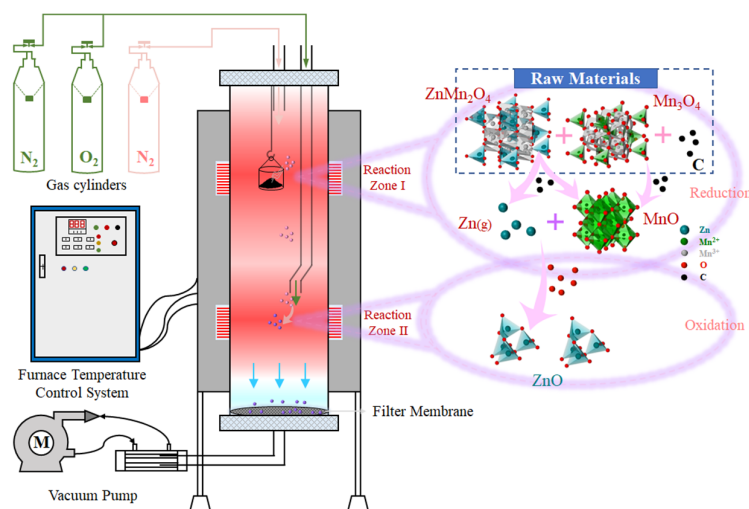 N2
O2
N2
Gas cylinders
Furnace Temperature
Control System
M
Vacuum Pump
Reaction
Zone I
Reaction
Zone II
Filter Membrane
Raw Materials
ZnMn2O4
Mn3O4
C
Reduction
Zn(g)
MnO
Zn
Mn2+
Mn3+
O
C
Oxidation
ZnO